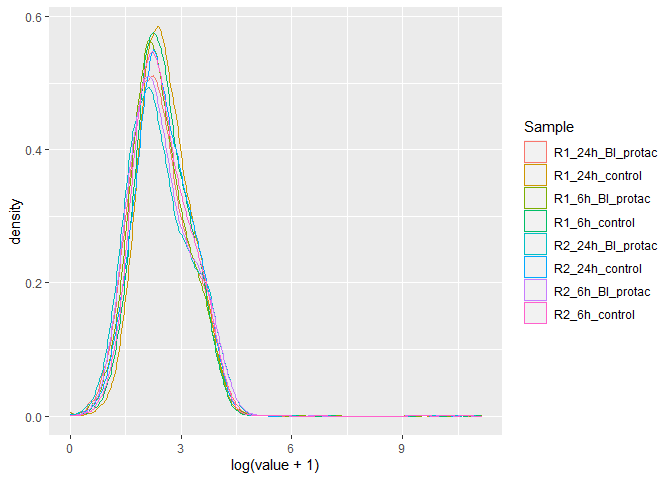 0.6
0.4
0.2
0.0
density
0
3
6
9
log(value + 1)
Sample
R1_24h_BI_protac
R1_24h_control
R1_6h_BI_protac
R1_6h_control
R2_24h_BI_protac
R2_24h_control
R2_6h_BI_protac
R2_6h_control